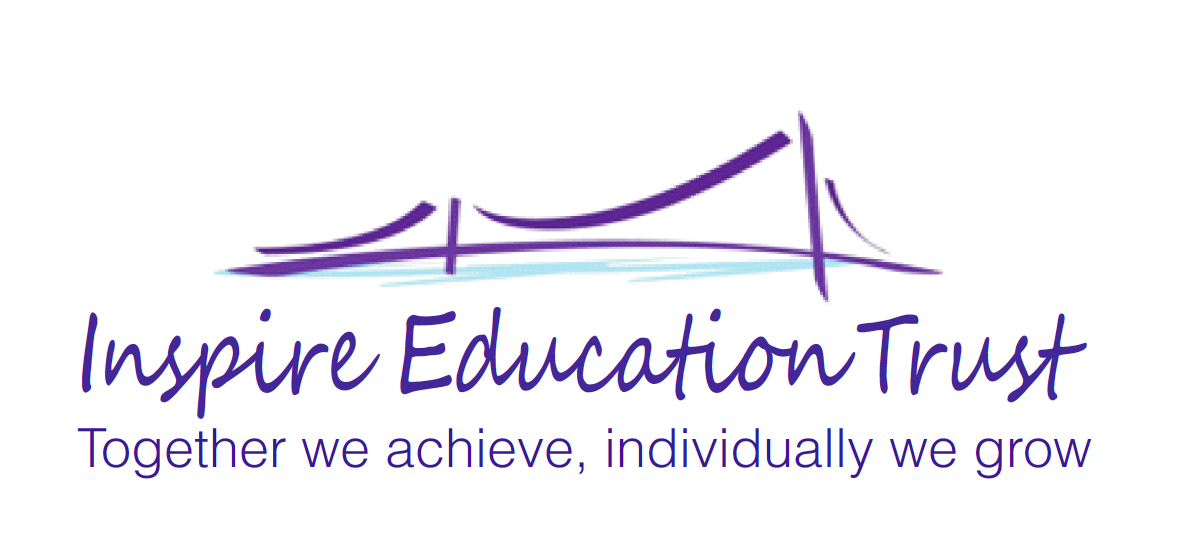 Inspire Education Trust
Together we achieve, individually we grow